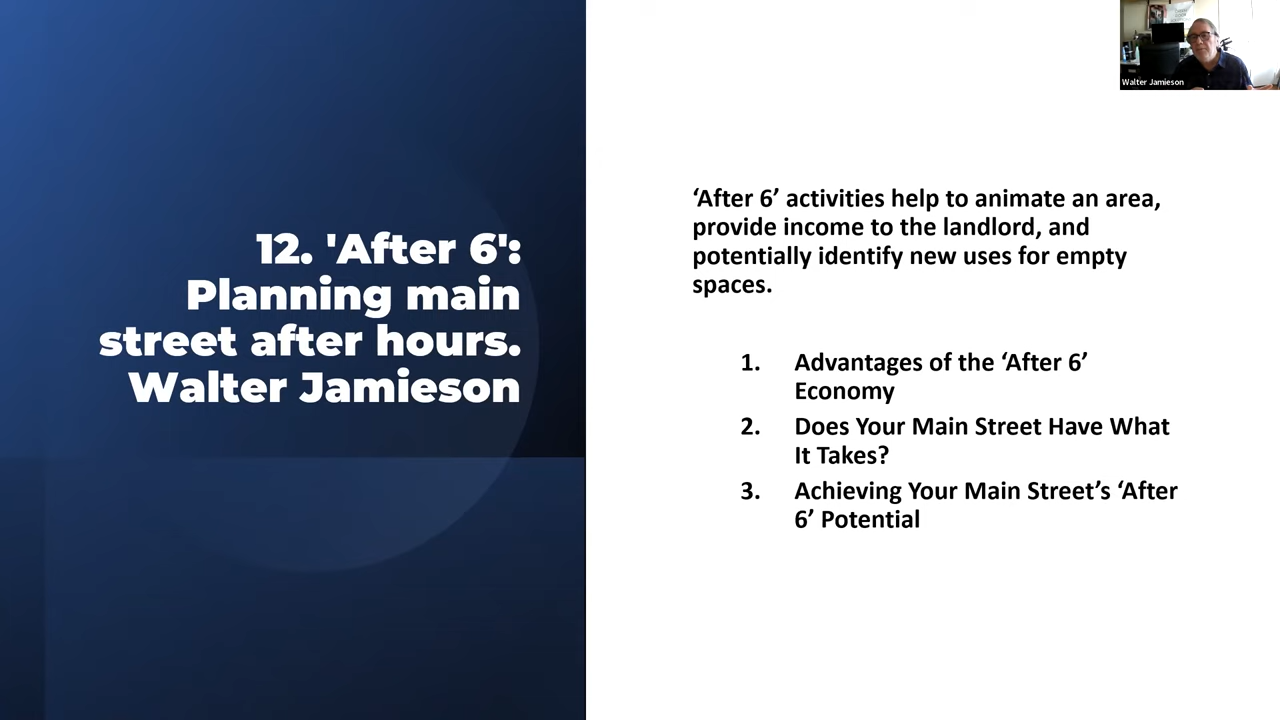 12. 'After 6':
Planning main
street after hours.
Walter Jamieson
‘After 6’ activities help to animate an area,
provide income to the landlord, and
potentially identify new uses for empty
spaces.
1. Advantages of the ‘After 6’
Economy
2. Does Your Main Street Have What
It Takes?
3. Achieving Your Main Street’s ‘After
6’ Potential
Walter Jamieson